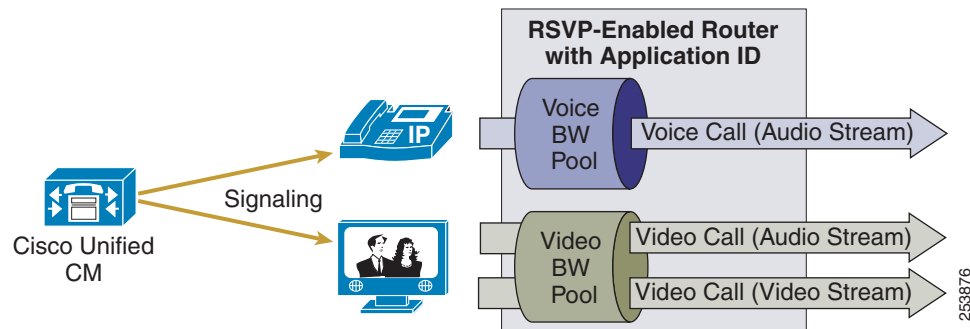 RSVP-Enabled Router
with Application ID
IP
Voice
BW
Pool
Voice Call (Audio Stream)
Signaling
Cisco Unified
CM
Video
BW
Pool
Video Call (Audio Stream)
Video Call (Video Stream)
253876